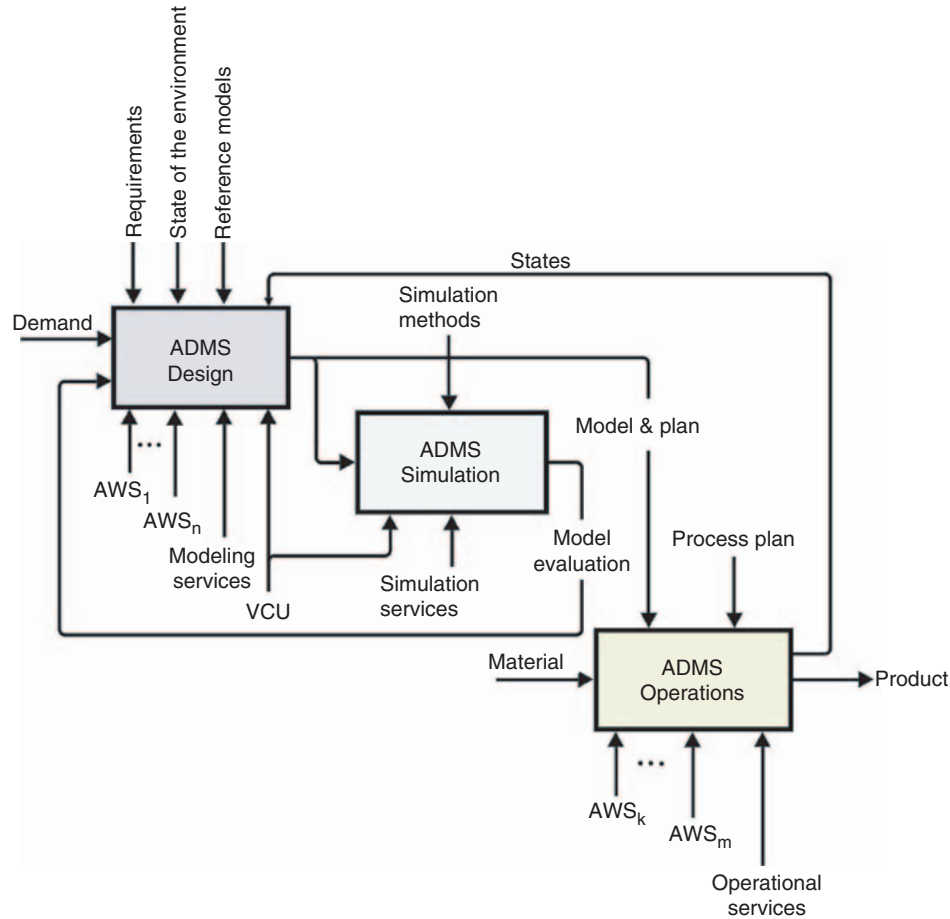 Requirements
State of the environment
Reference models
States
Simulation
methods
Demand
ADMS
Design
Model & plan
ADMS
Simulation
AWS1
...
AWSn
Modeling
services
VCU
Simulation
services
Model
evaluation
Process plan
Material
ADMS
Operations
Product
AWSk
...
AWSm
Operational
services